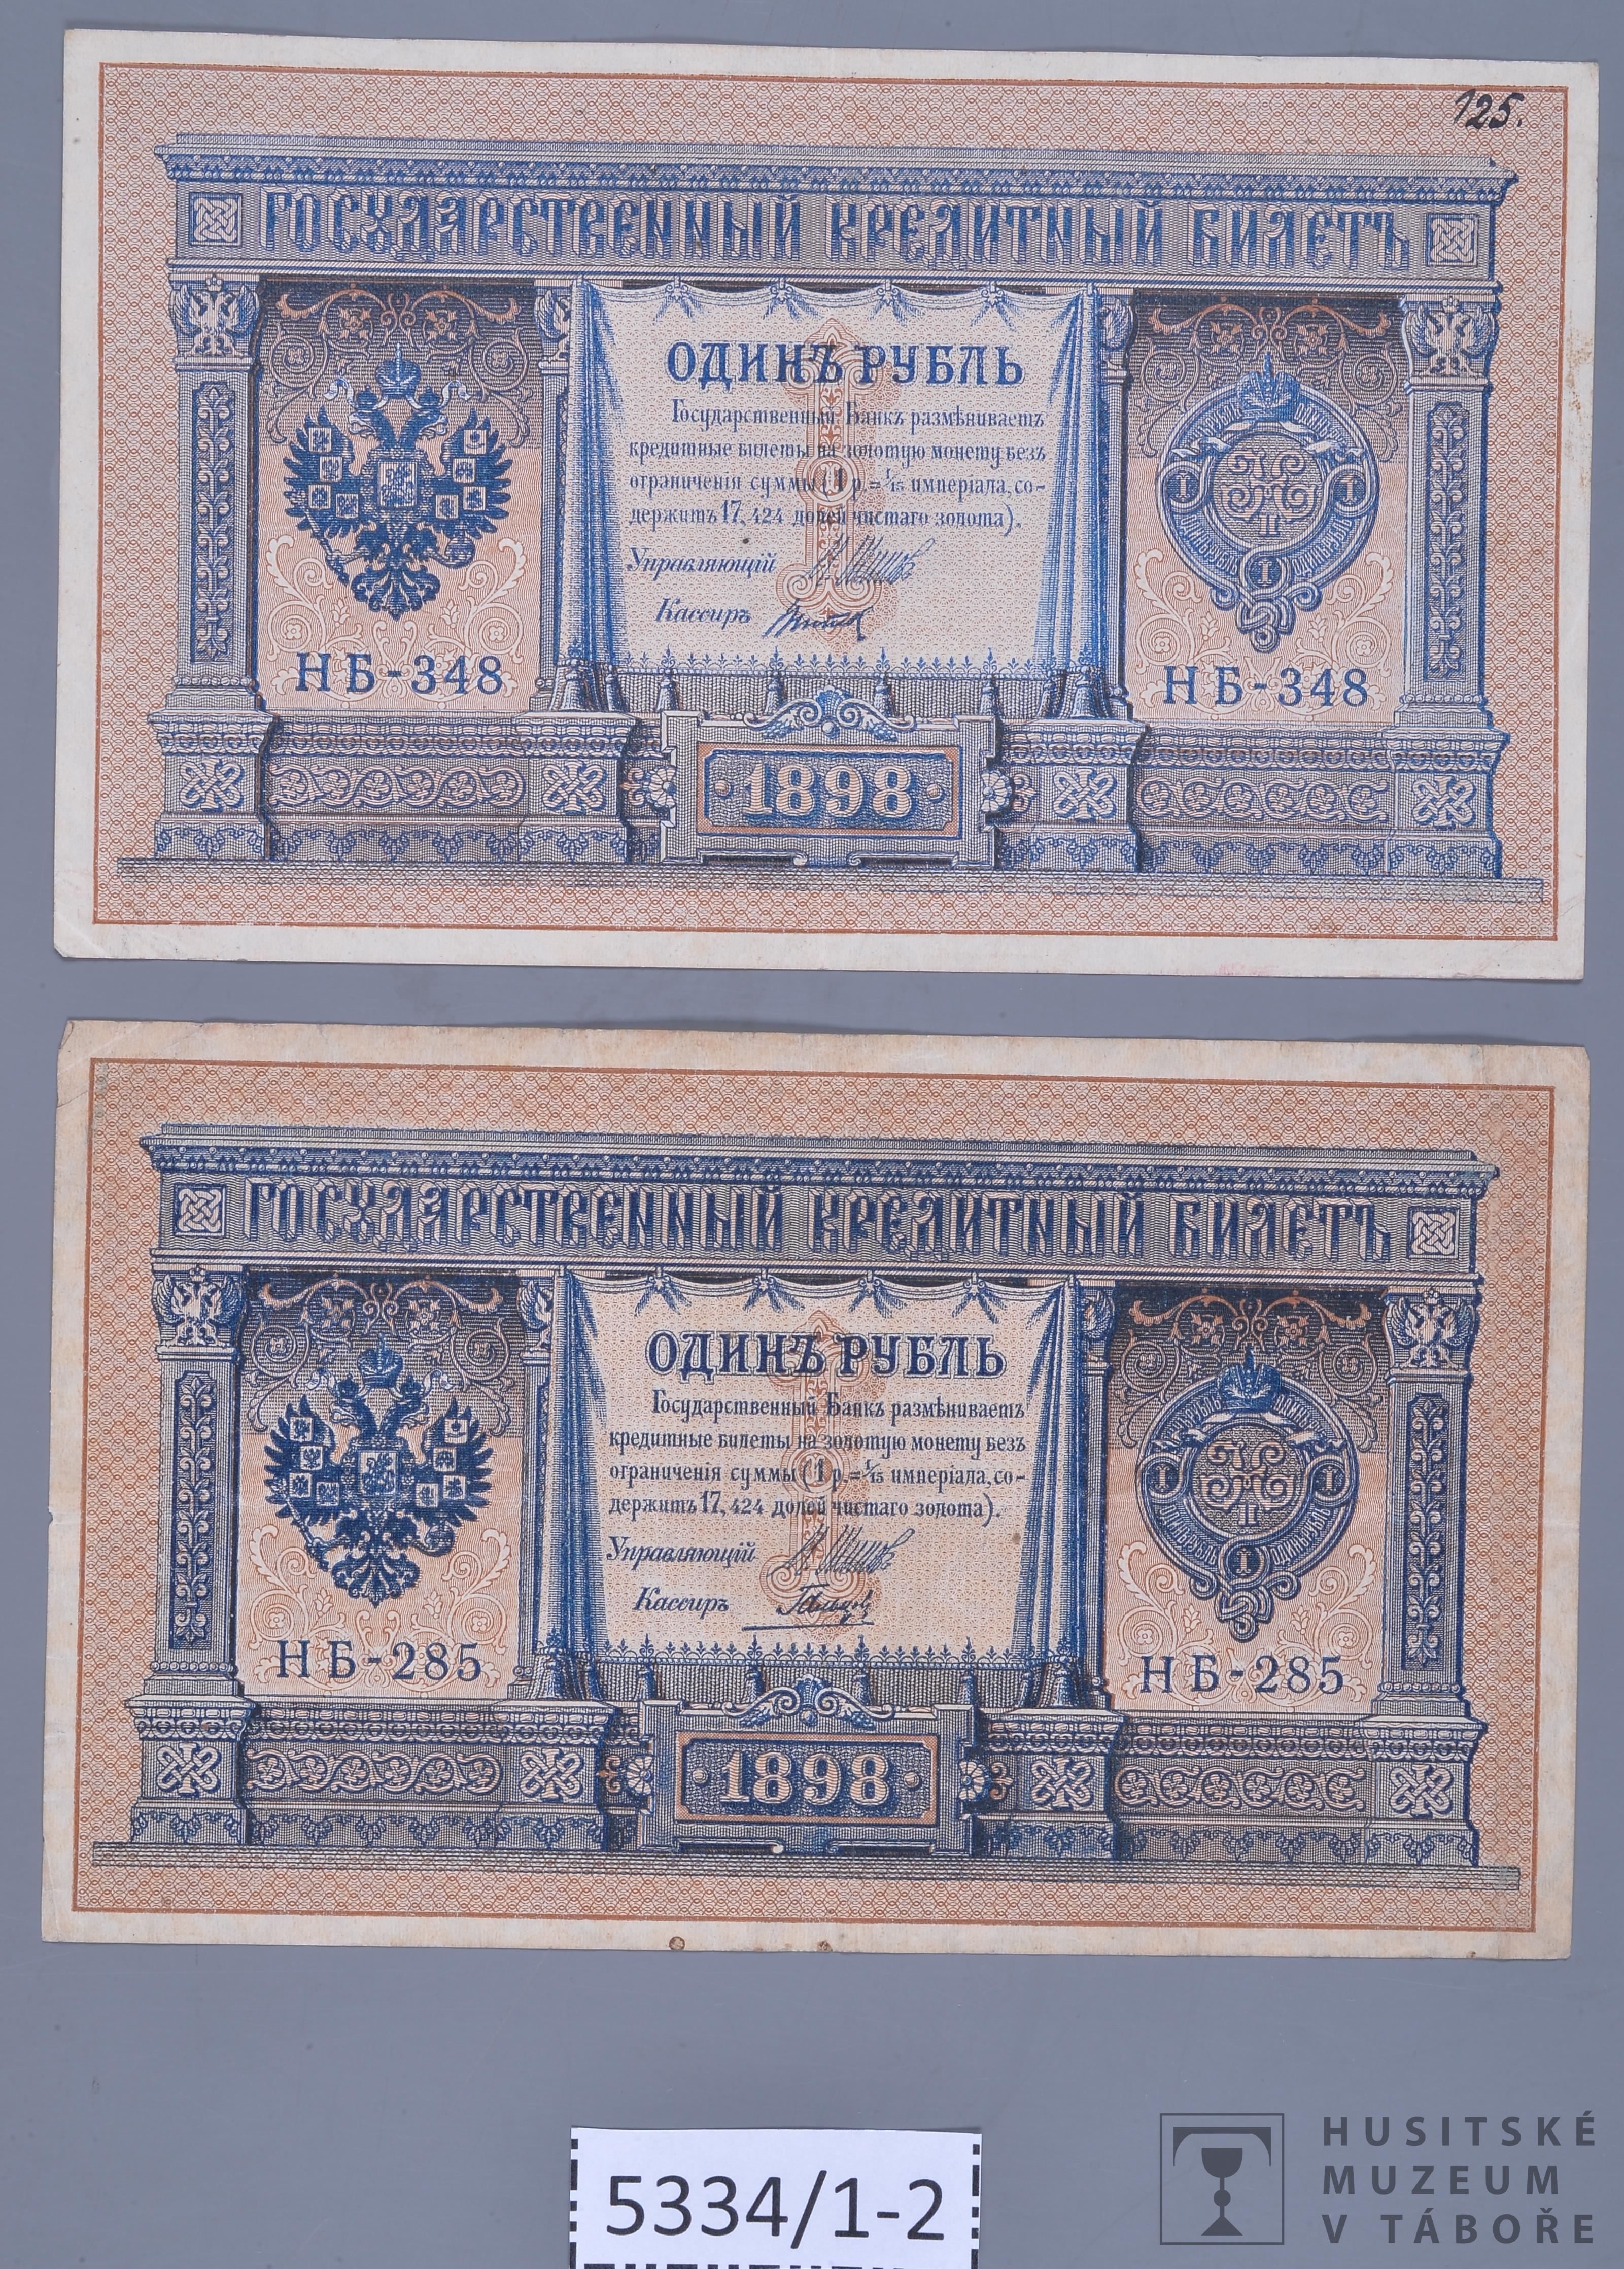 125.
ГОСУДАРСТВЕННЫЙ КРЕДИТНЫЙ БИЛЕТЪ
ОДИНЪ РУБЛЬ
Государственный Банкъ размѣниваетъ
кредитные билеты на золотую монету безъ
ограниченія суммы (1 р.=1/15 имперіала, со-
держитъ 17,424 долей чистаго золота).
Управляющій
Кассиръ
НБ-348
НБ-348
1898
ГОСУДАРСТВЕННЫЙ КРЕДИТНЫЙ БИЛЕТЪ
ОДИНЪ РУБЛЬ
Государственный Банкъ размѣниваетъ
кредитные билеты на золотую монету безъ
ограниченія суммы (1 р.=1/15 имперіала, со-
держитъ 17,424 долей чистаго золота).
Управляющій
Кассиръ
НБ-285
НБ-285
1898
5334/1-2
HUSITSKÉ
MUZEUM
V TÁBOŘE